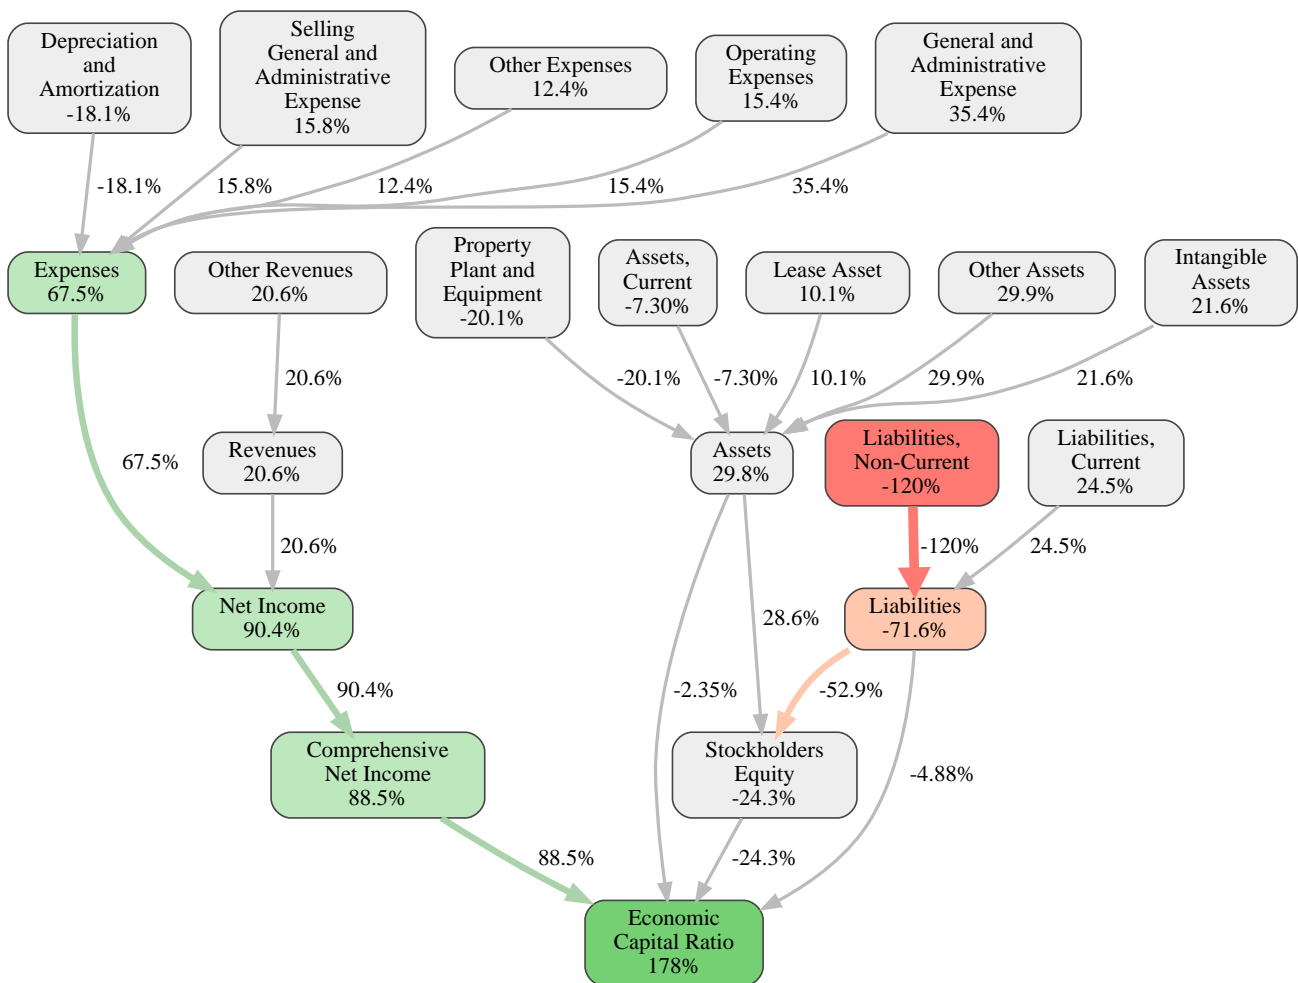 Depreciation
and
Amortization
-18.1%
Selling
General and
Administrative
Expense
15.8%
Other Expenses
12.4%
Operating
Expenses
15.4%
General and
Administrative
Expense
35.4%
-18.1%
15.8%
12.4%
15.4%
35.4%
Expenses
67.5%
Other Revenues
20.6%
Property
Plant and
Equipment
-20.1%
Assets,
Current
-7.30%
Lease Asset
10.1%
Other Assets
29.9%
Intangible
Assets
21.6%
20.6%
-20.1%
-7.30%
10.1%
29.9%
21.6%
67.5%
Revenues
20.6%
Assets
29.8%
Liabilities,
Non-Current
-120%
Liabilities,
Current
24.5%
20.6%
-120%
24.5%
Net Income
90.4%
28.6%
Liabilities
-71.6%
90.4%
-2.35%
-52.9%
Comprehensive
Net Income
88.5%
Stockholders
Equity
-24.3%
-4.88%
88.5%
-24.3%
Economic
Capital Ratio
178%